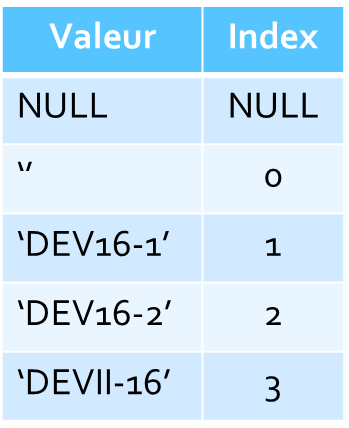 Valeur Index
NULL NULL
‘’ 0
‘DEV16-1’ 1
‘DEV16-2’ 2
‘DEVII-16’ 3